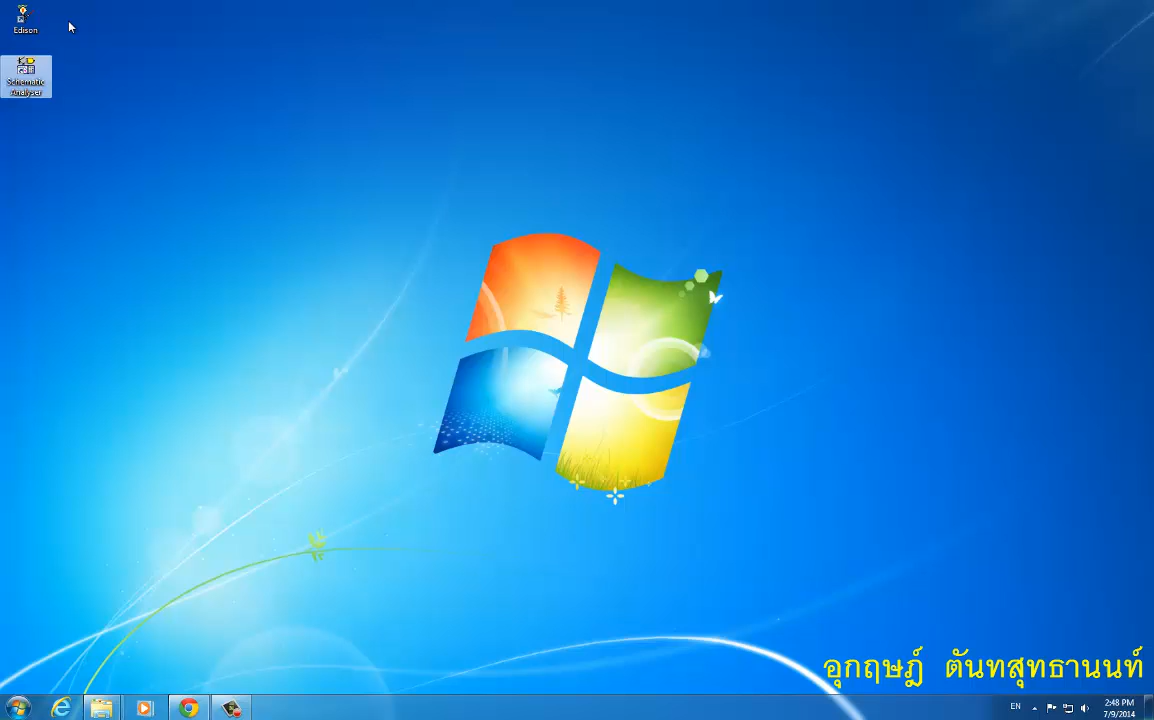 Edison
Schematic
Analyser
อุกฤษฎ์ ตันทสุทธานนท์
EN
2:48 PM
7/9/2014